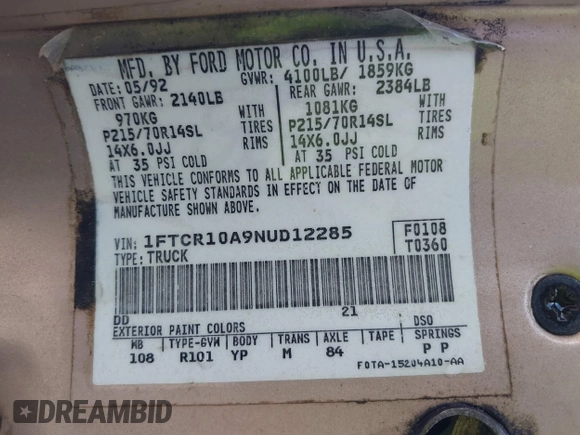 MFD. BY FORD MOTOR CO. IN U.S.A.
DATE: 05/92 GVWR: 4100LB/ 1859KG
FRONT GAWR: 2140LB REAR GAWR: 2384LB
970KG WITH 1081KG WITH
P215/70R14SL TIRES P215/70R14SL TIRES
14X6.0JJ RIMS 14X6.0JJ RIMS
AT 35 PSI COLD AT 35 PSI COLD
THIS VEHICLE CONFORMS TO ALL APPLICABLE FEDERAL MOTOR
VEHICLE SAFETY STANDARDS IN EFFECT ON THE DATE OF
MANUFACTURE SHOWN ABOVE.
VIN: 1FTCR10A9NUD12285 F0108
TYPE: TRUCK T0360
DD 21
EXTERIOR PAINT COLORS DSO
WB TYPE-GVW BODY TRANS AXLE TAPE SPRINGS
108 R101 YP M 84 P P
F0TA-15204A10-AA
DREAMBID